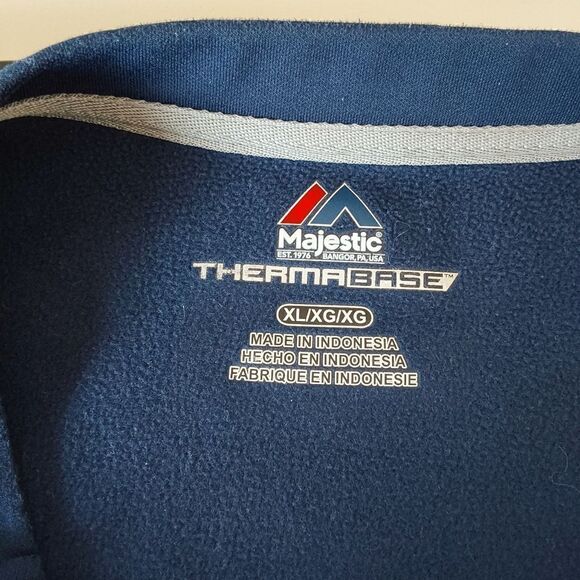 Majestic®
EST. 1976 BANGOR, PA, USA
THERMABASE™
XL/XG/XG
MADE IN INDONESIA
HECHO EN INDONESIA
FABRIQUE EN INDONESIE